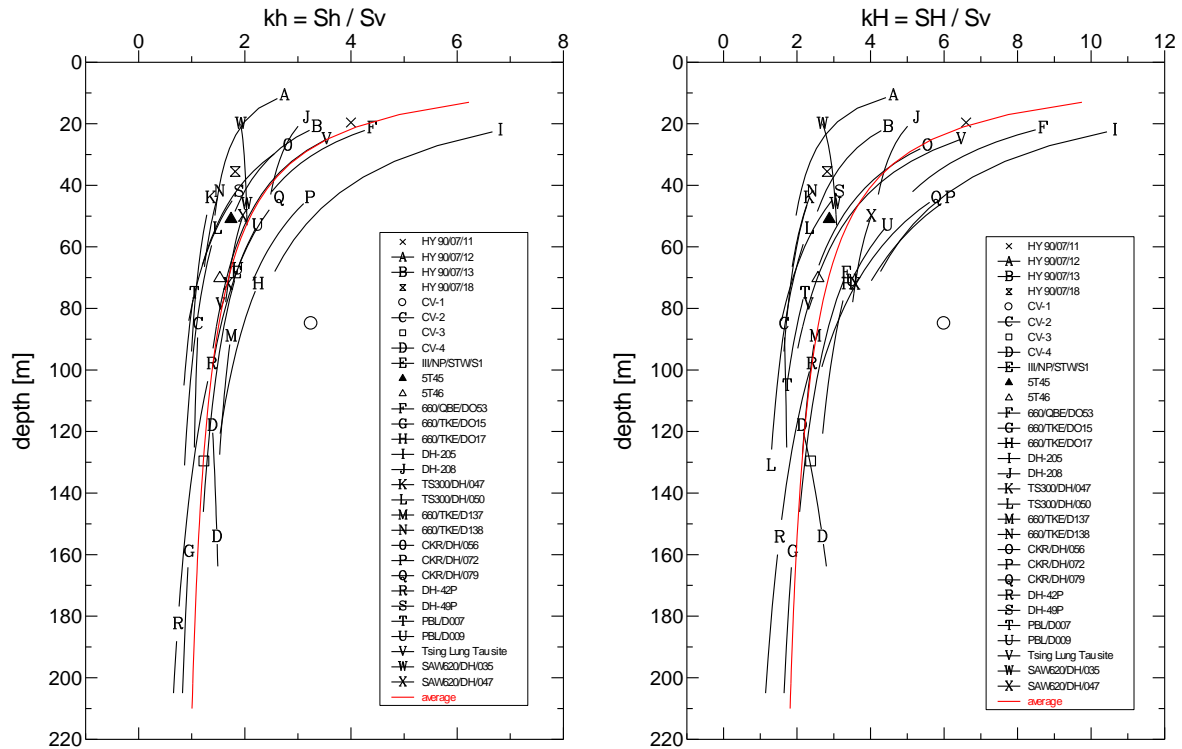 kh = Sh / Sv
0 2 4 6 8
0
20
40
60
80
100
120
140
160
180
200
220
depth [m]
A
W
J
B
I
F
V
O
S
N
K
P
Q
W
X
L
U
H
H
T
X
V
C
M
R
D
D
G
R
HY 90/07/11
A HY 90/07/12
B HY 90/07/13
HY 90/07/18
CV-1
C CV-2
CV-3
D CV-4
E III/NP/STW/S1
5T45
5T46
F 660/QBE/DO53
G 660/TKE/DO15
H 660/TKE/DO17
I DH-205
J DH-208
K TS300/DH/047
L TS300/DH/050
M 660/TKE/D137
N 660/TKE/D138
O CKR/DH/056
P CKR/DH/072
Q CKR/DH/079
R DH-42P
S DH-49P
T PBL/D007
U PBL/D009
V Tsing Lung Tau site
W SAW620/DH/035
X SAW620/DH/047
average
kH = SH / Sv
0 2 4 6 8 10 12
0
20
40
60
80
100
120
140
160
180
200
220
depth [m]
A
W
J
B
F
I
V
O
N
S
K
W
P
Q
X
L
U
H
X
T
V
C
M
R
T
D
L
R
D
G
HY 90/07/11
A HY 90/07/12
B HY 90/07/13
HY 90/07/18
CV-1
C CV-2
CV-3
D CV-4
E III/NP/STW/S1
5T45
5T46
F 660/QBE/DO53
G 660/TKE/DO15
H 660/TKE/DO17
I DH-205
J DH-208
K TS300/DH/047
L TS300/DH/050
M 660/TKE/D137
N 660/TKE/D138
O CKR/DH/056
P CKR/DH/072
Q CKR/DH/079
R DH-42P
S DH-49P
T PBL/D007
U PBL/D009
V Tsing Lung Tau site
W SAW620/DH/035
X SAW620/DH/047
average